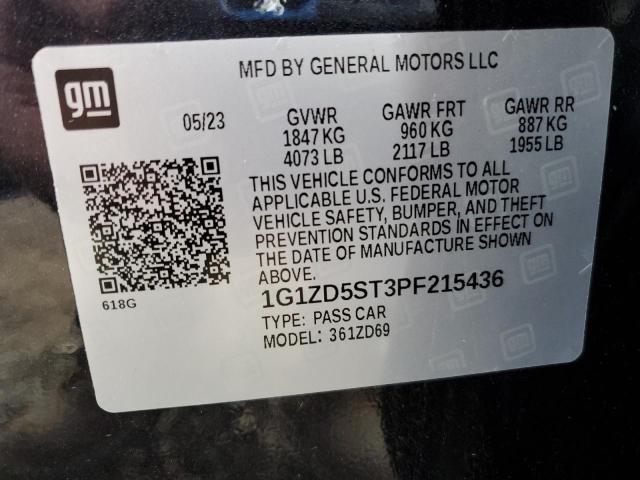 MFD BY GENERAL MOTORS LLC
gm
05/23
GVWR GAWR FRT GAWR RR
1847 KG 960 KG 887 KG
4073 LB 2117 LB 1955 LB
THIS VEHICLE CONFORMS TO ALL
APPLICABLE U.S. FEDERAL MOTOR
VEHICLE SAFETY, BUMPER, AND THEFT
PREVENTION STANDARDS IN EFFECT ON
THE DATE OF MANUFACTURE SHOWN
ABOVE.
618G
1G1ZD5ST3PF215436
TYPE: PASS CAR
MODEL: 361ZD69